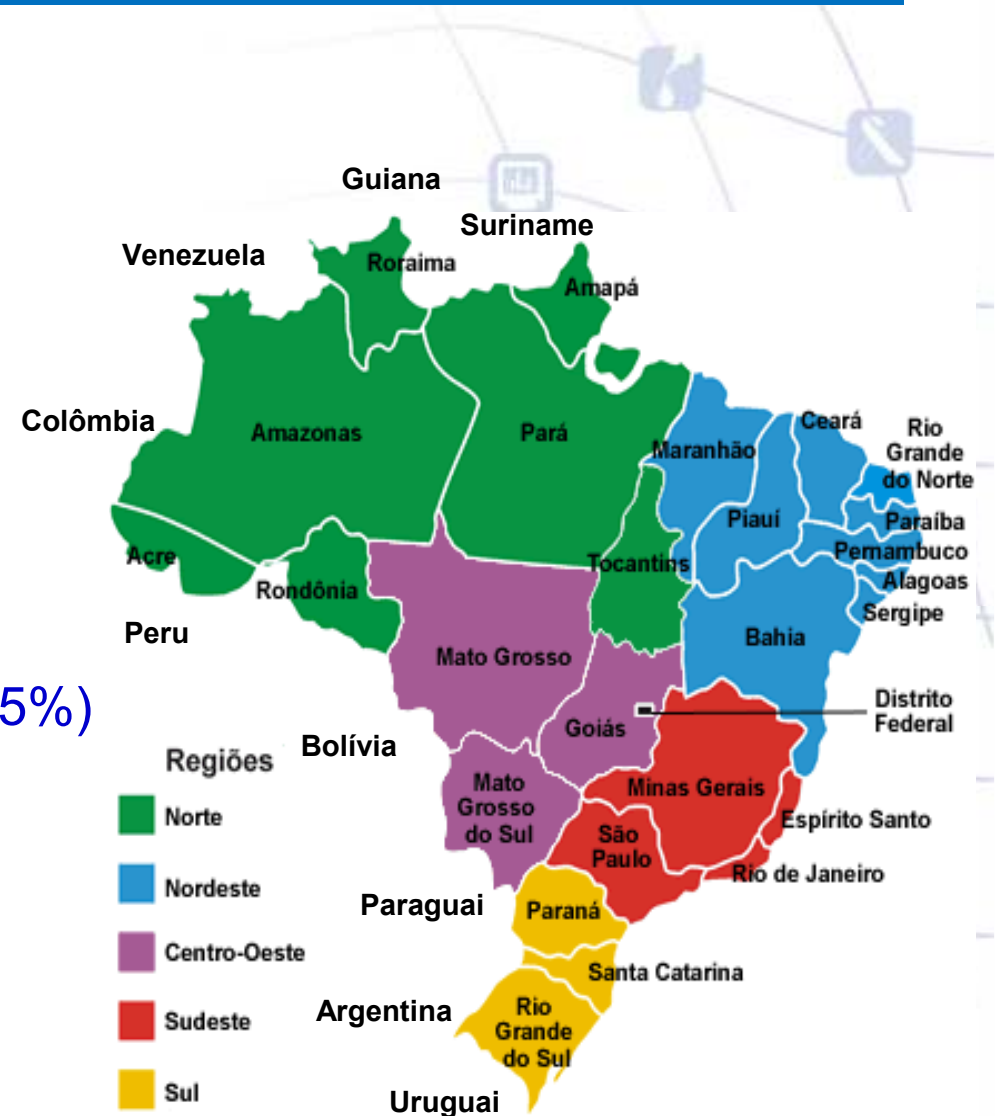 Guiana
Suriname
Venezuela
Roraima
Amapá
Colômbia
Amazonas
Pará
Maranhão
Ceará
Rio
Grande
do Norte
Piauí
Paraíba
Pernambuco
Acre
Rondônia
Tocantins
Alagoas
Sergipe
Peru
Bahia
Mato Grosso
5%)
Distrito
Federal
Goiás
Bolívia
Regiões
Mato
Grosso
do Sul
Minas Gerais
Norte
São
Paulo
Espírito Santo
Rio de Janeiro
Nordeste
Paraguai
Paraná
Centro-Oeste
Santa Catarina
Argentina
Rio
Grande
do Sul
Sudeste
Sul
Uruguai